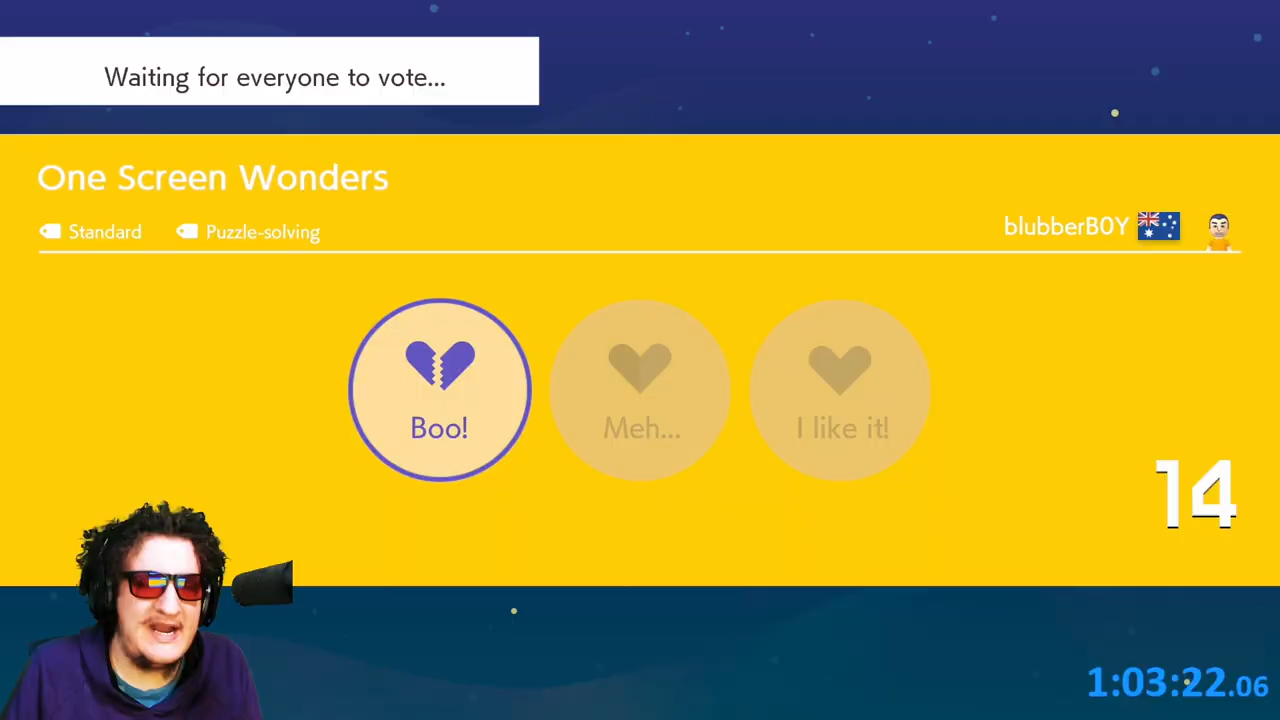 Waiting for everyone to vote...
One Screen Wonders
Standard Puzzle-solving
blubberB0Y
Boo! Meh... I like it!
14
1:03:22.06